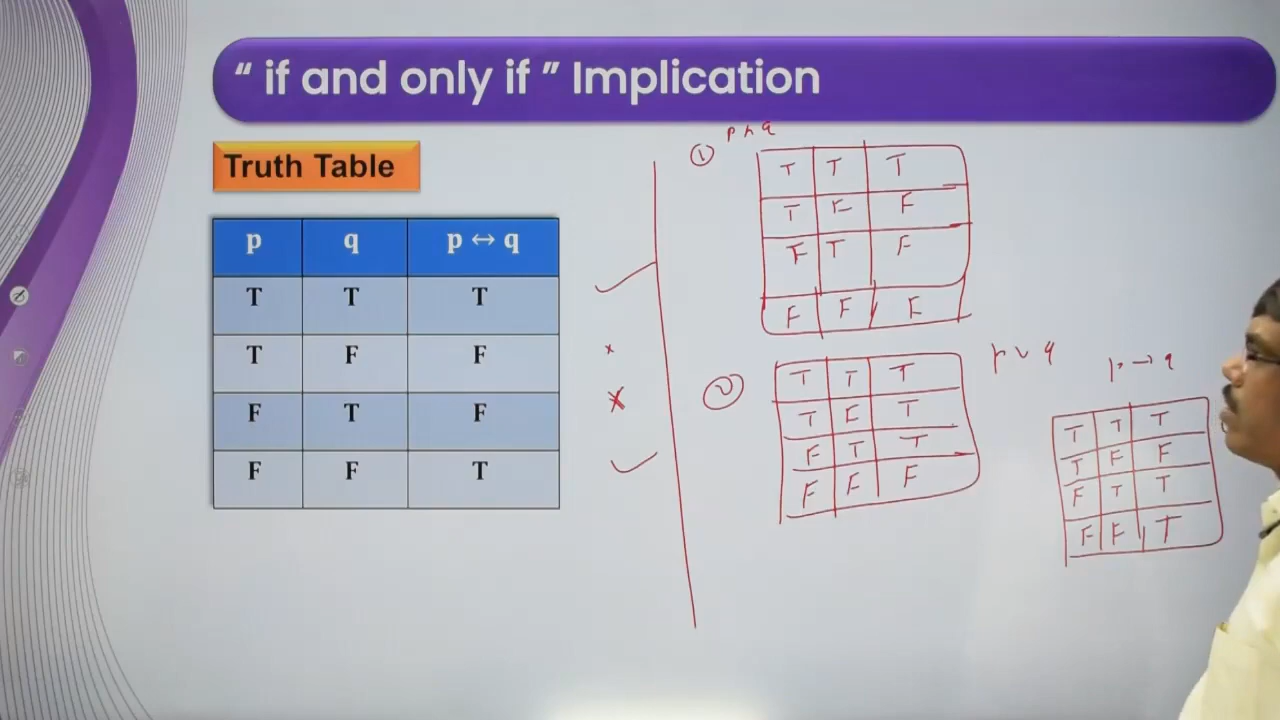 “ if and only if ” Implication
Truth Table
p q p ↔ q
T T T
T F F
F T F
F F T
① p ∧ q
T T T
T F F
F T F
F F F
② p ∨ q
T T T
T F T
F T T
F F F
p → q
T T T
T F F
F T T
F F T